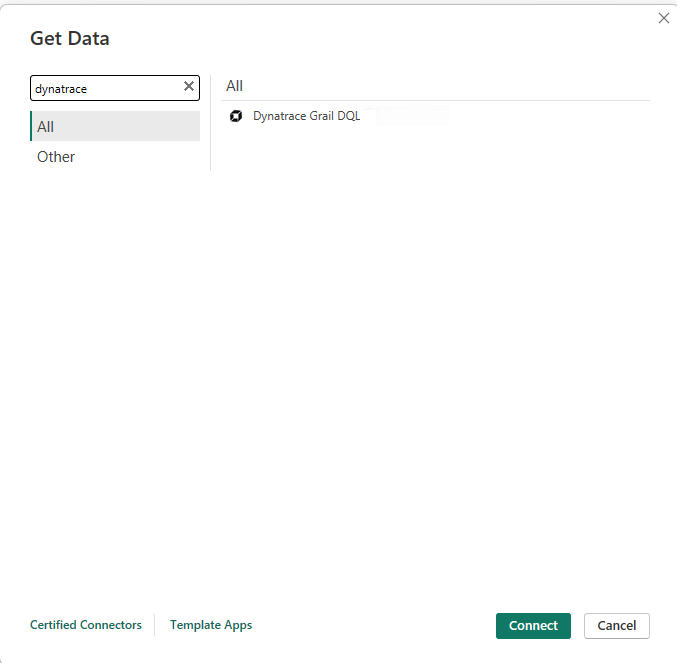 Get Data
dynatrace
All
Other
All
Dynatrace Grail DQL
Certified Connectors
Template Apps
Connect
Cancel